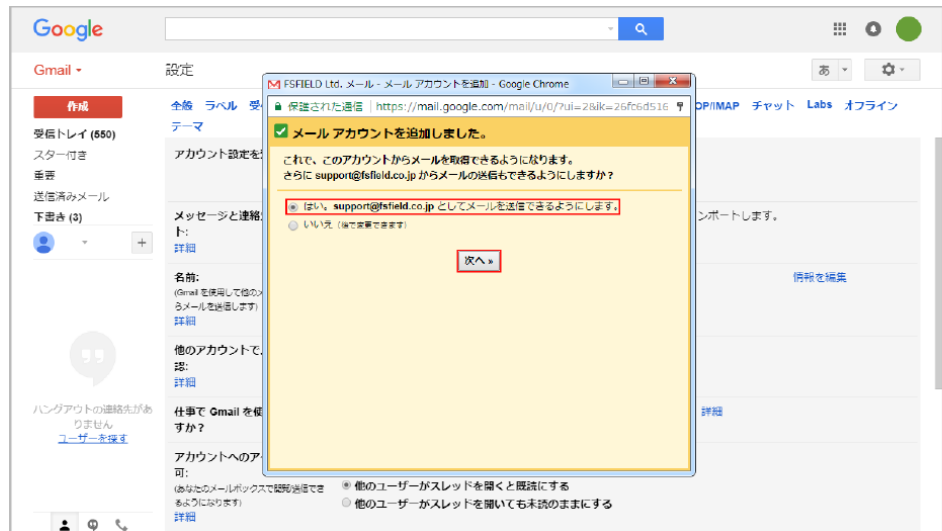 Google
Gmail
設定
あ
作成
受信トレイ (550)
スター付き
重要
送信済みメール
下書き (3)
ハングアウトの連絡先があ
りません
ユーザーを探す
全般 ラベル 受
OP/IMAP チャット Labs オフライン
テーマ
アカウント設定を
メッセージと連絡
ト:
詳細
ンポートします。
名前:
(Gmail を使用して他のメ
らメールを送信します)
詳細
情報を編集
他のアカウントで
認:
詳細
仕事で Gmail を使
すか？
詳細
アカウントへのア
可:
(あなたのメールボックスで閲覧/送信でき
るようになります)
詳細
他のユーザーがスレッドを開くと既読にする
他のユーザーがスレッドを開いても未読のままにする
FSFIELD Ltd. メール - メール アカウントを追加 - Google Chrome
保護された通信 https://mail.google.com/mail/u/0/?ui=2&ik=26fc6d516
メール アカウントを追加しました。
これで、このアカウントからメールを取得できるようになります。
さらに support@fsfield.co.jp からメールの送信もできるようにしますか？
はい。support@fsfield.co.jp としてメールを送信できるようにします。
いいえ (後で変更できます)
次へ »